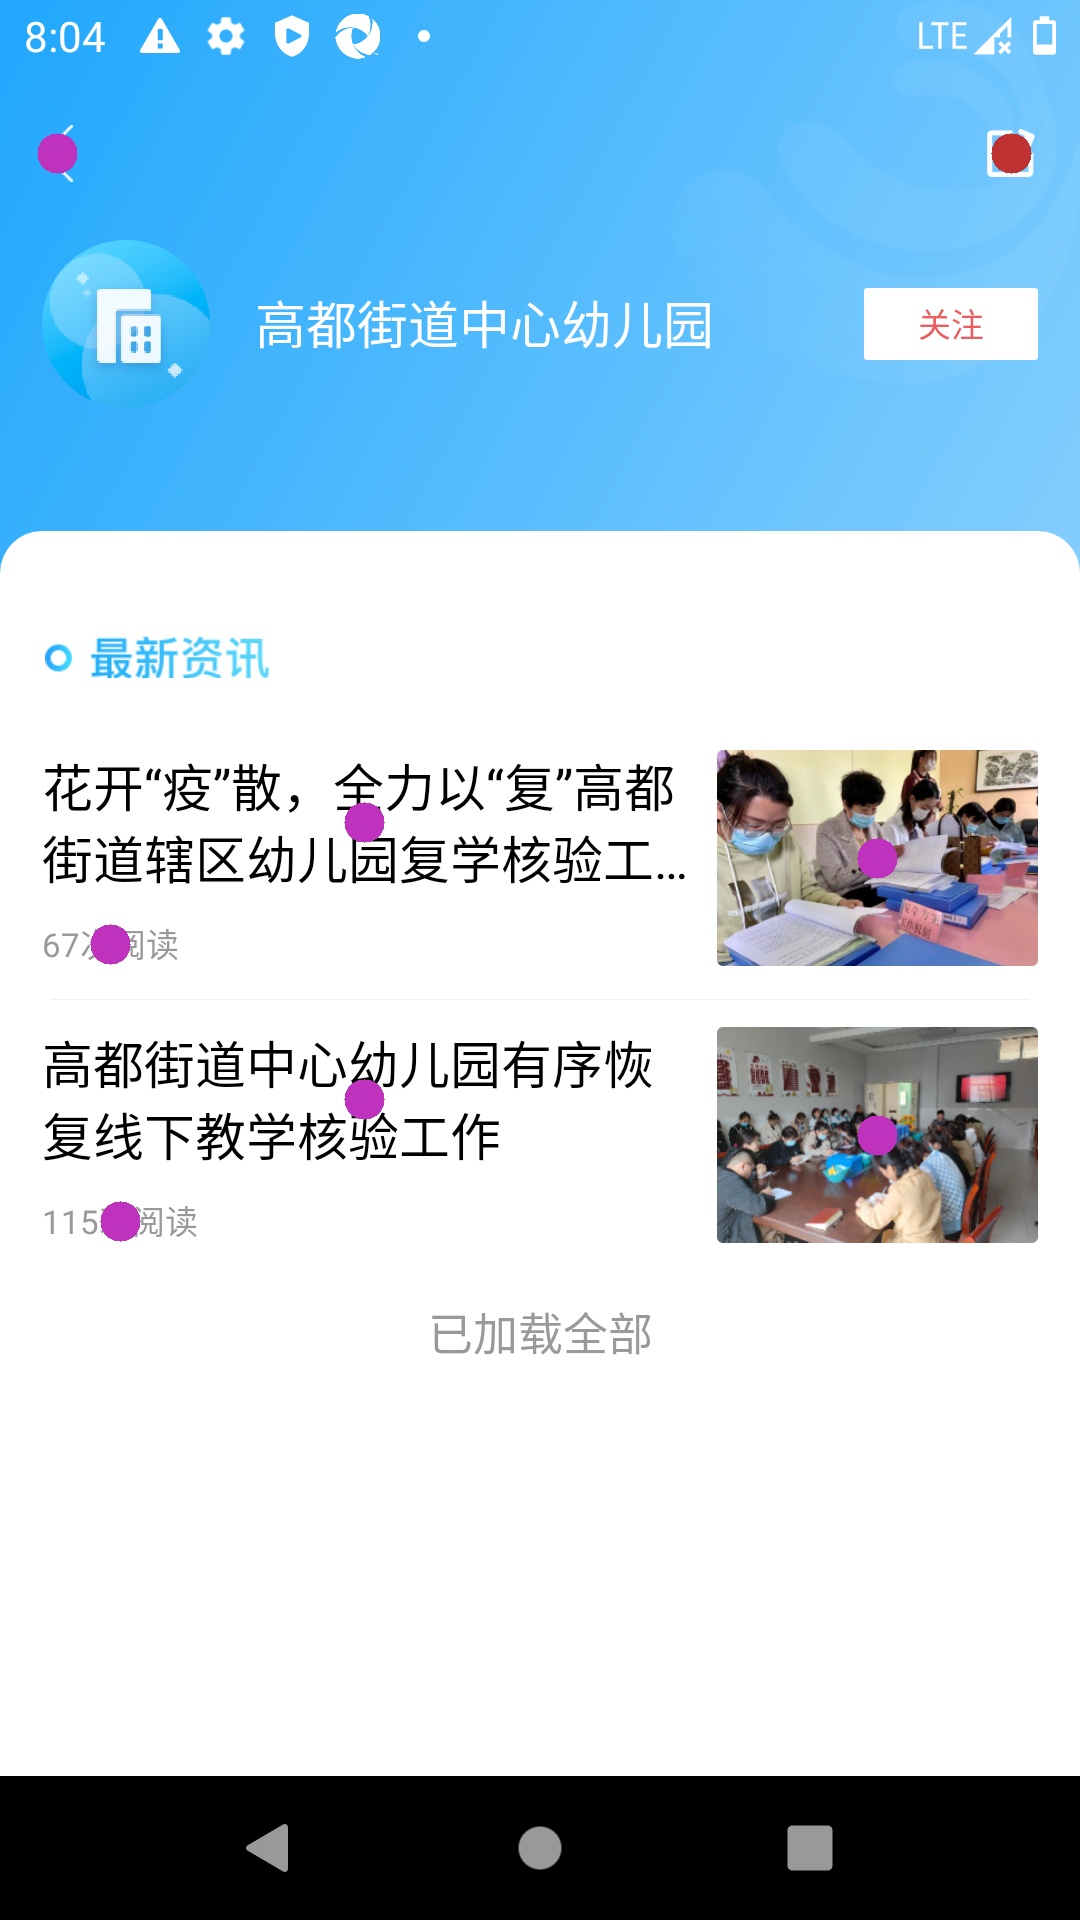 8:04
LTE
高都街道中心幼儿园
关注
最新资讯
花开“疫”散，全力以“复”高都
街道辖区幼儿园复学核验工...
67次阅读
高都街道中心幼儿园有序恢
复线下教学核验工作
115 阅读
已加载全部